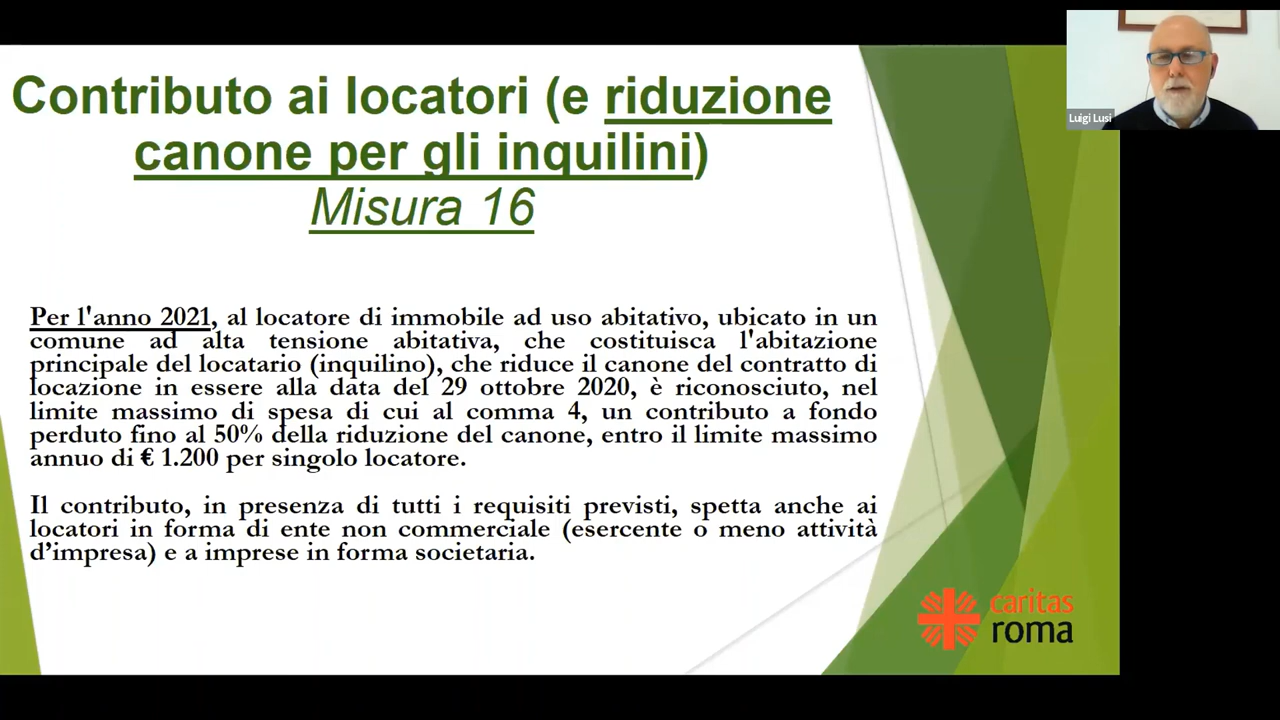 Contributo ai locatori (e riduzione
canone per gli inquilini)
Misura 16
Luigi Lusi
Per l'anno 2021, al locatore di immobile ad uso abitativo, ubicato in un
comune ad alta tensione abitativa, che costituisca l'abitazione
principale del locatario (inquilino), che riduce il canone del contratto di
locazione in essere alla data del 29 ottobre 2020, è riconosciuto, nel
limite massimo di spesa di cui al comma 4, un contributo a fondo
perduto fino al 50% della riduzione del canone, entro il limite massimo
annuo di € 1.200 per singolo locatore.
Il contributo, in presenza di tutti i requisiti previsti, spetta anche ai
locatori in forma di ente non commerciale (esercente o meno attività
d’impresa) e a imprese in forma societaria.
caritas
roma